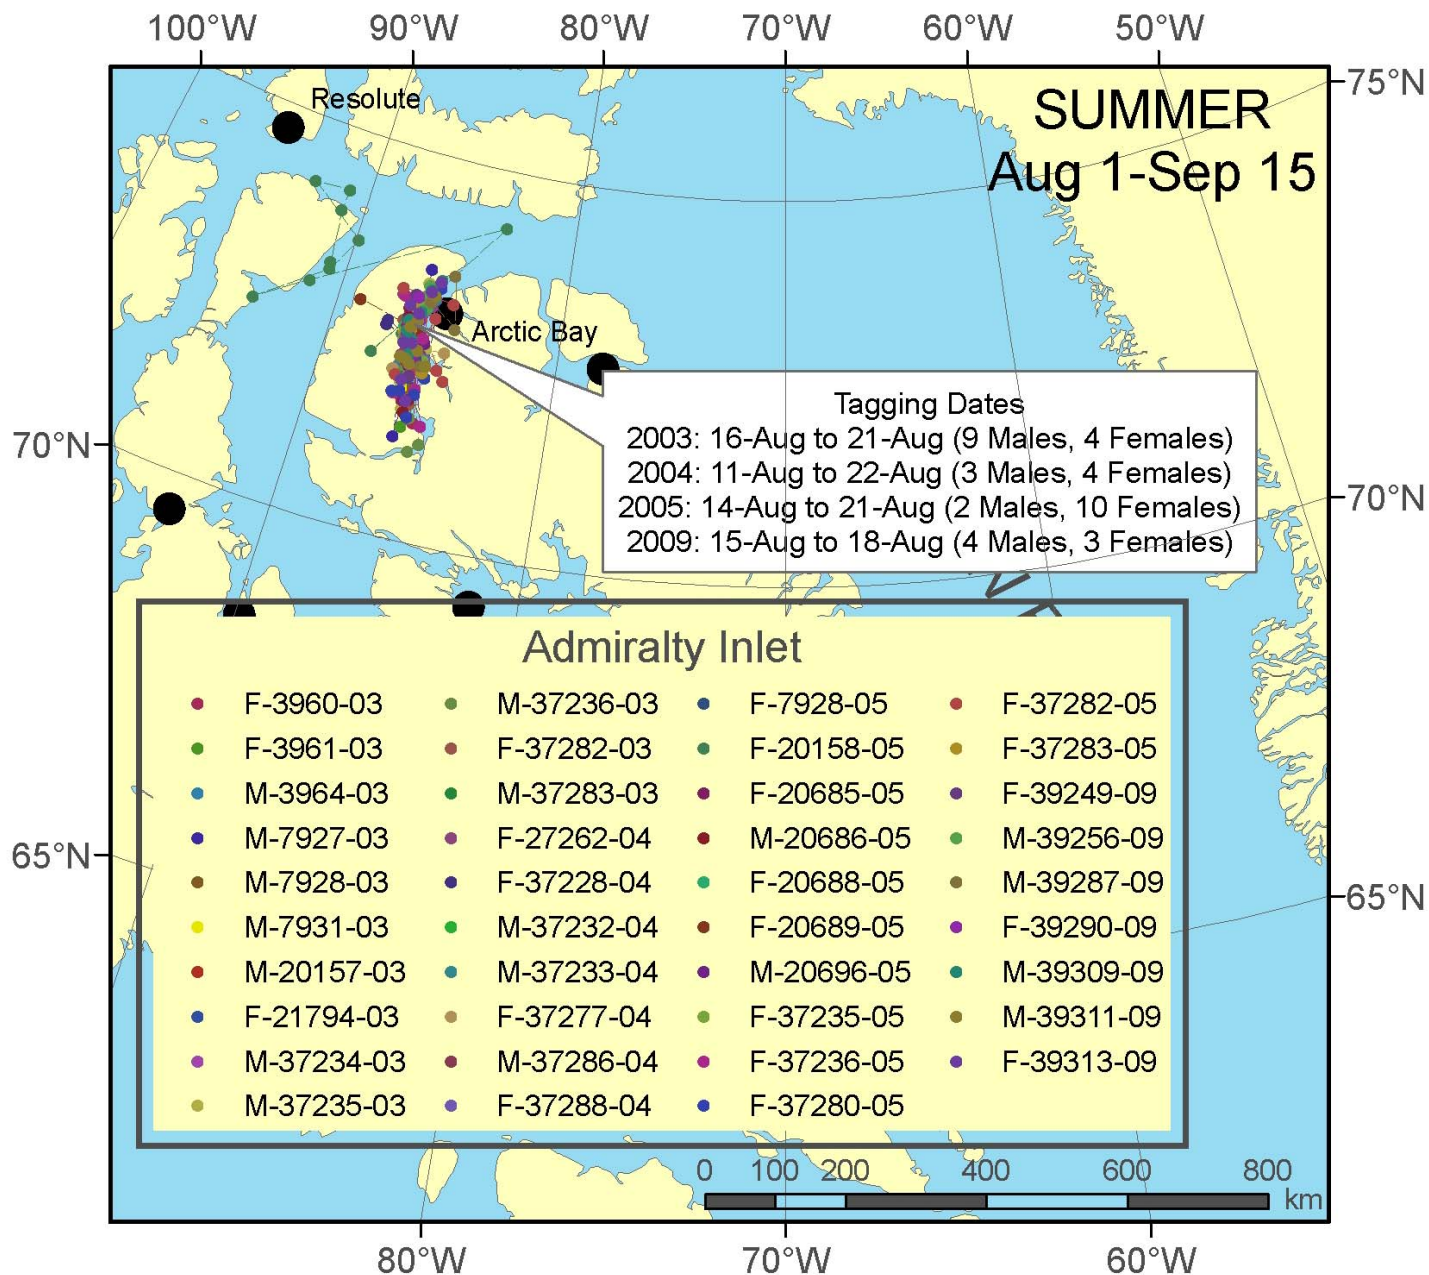 100°W 90°W 80°W 70°W 60°W 50°W
75°N
Resolute
SUMMER
Aug 1-Sep 15
Arctic Bay
Tagging Dates
2003: 16-Aug to 21-Aug (9 Males, 4 Females)
2004: 11-Aug to 22-Aug (3 Males, 4 Females)
2005: 14-Aug to 21-Aug (2 Males, 10 Females)
2009: 15-Aug to 18-Aug (4 Males, 3 Females)
70°N
70°N
Admiralty Inlet
F-3960-03 M-37236-03 F-7928-05 F-37282-05
F-3961-03 F-37282-03 F-20158-05 F-37283-05
M-3964-03 M-37283-03 F-20685-05 F-39249-09
M-7927-03 F-27262-04 M-20686-05 M-39256-09
M-7928-03 F-37228-04 F-20688-05 M-39287-09
M-7931-03 M-37232-04 F-20689-05 F-39290-09
M-20157-03 M-37233-04 M-20696-05 M-39309-09
F-21794-03 F-37277-04 F-37235-05 M-39311-09
M-37234-03 M-37286-04 F-37236-05 F-39313-09
M-37235-03 F-37288-04 F-37280-05
65°N
65°N
0 100 200 400 600 800
km
80°W 70°W 60°W